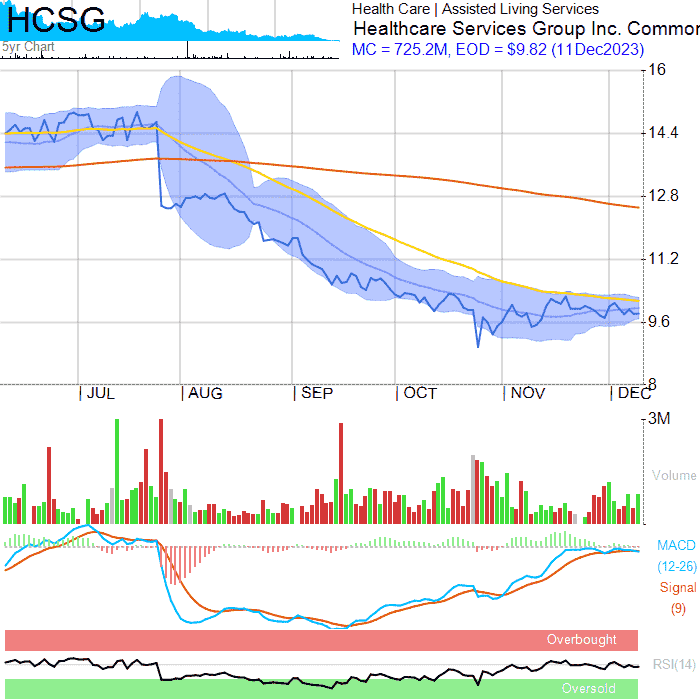 HCSG
5yr Chart
Health Care | Assisted Living Services
Healthcare Services Group Inc. Common
MC = 725.2M, EOD = $9.82 (11Dec2023)
16
14.4
12.8
11.2
9.6
8
JUL
AUG
SEP
OCT
NOV
DEC
3M
Volume
MACD
(12-26)
Signal
(9)
Overbought
RSI(14)
Oversold